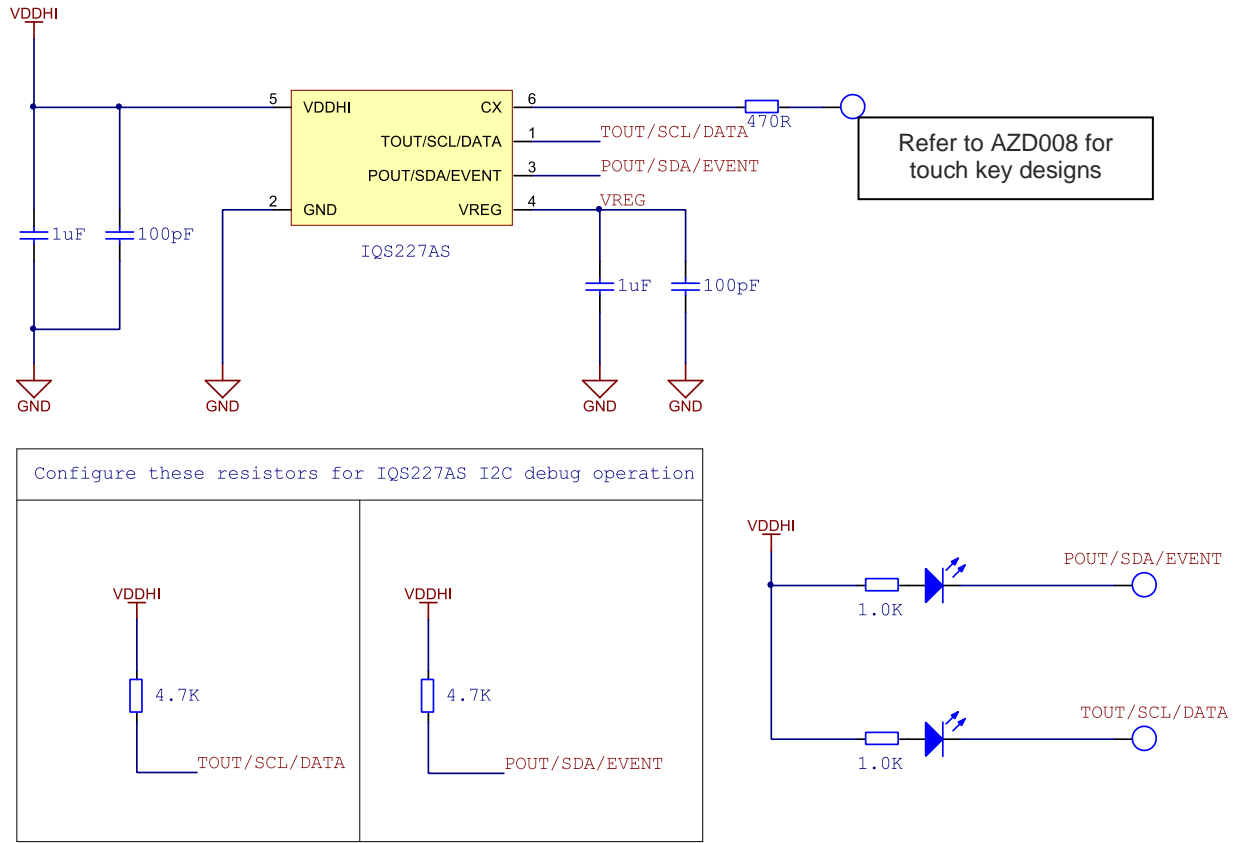 VDDHI
5
VDDHI
CX
6
470R
TOUT/SCL/DATA
1
TOUT/SCL/DATA
Refer to AZD008 for
touch key designs
POUT/SDA/EVENT
3
POUT/SDA/EVENT
2
GND
VREG
4
VREG
1uF
100pF
IQS227AS
1uF
100pF
GND
GND
GND
GND
Configure these resistors for IQS227AS I2C debug operation
VDDHI
4.7K
TOUT/SCL/DATA
VDDHI
4.7K
POUT/SDA/EVENT
VDDHI
POUT/SDA/EVENT
1.0K
TOUT/SCL/DATA
1.0K